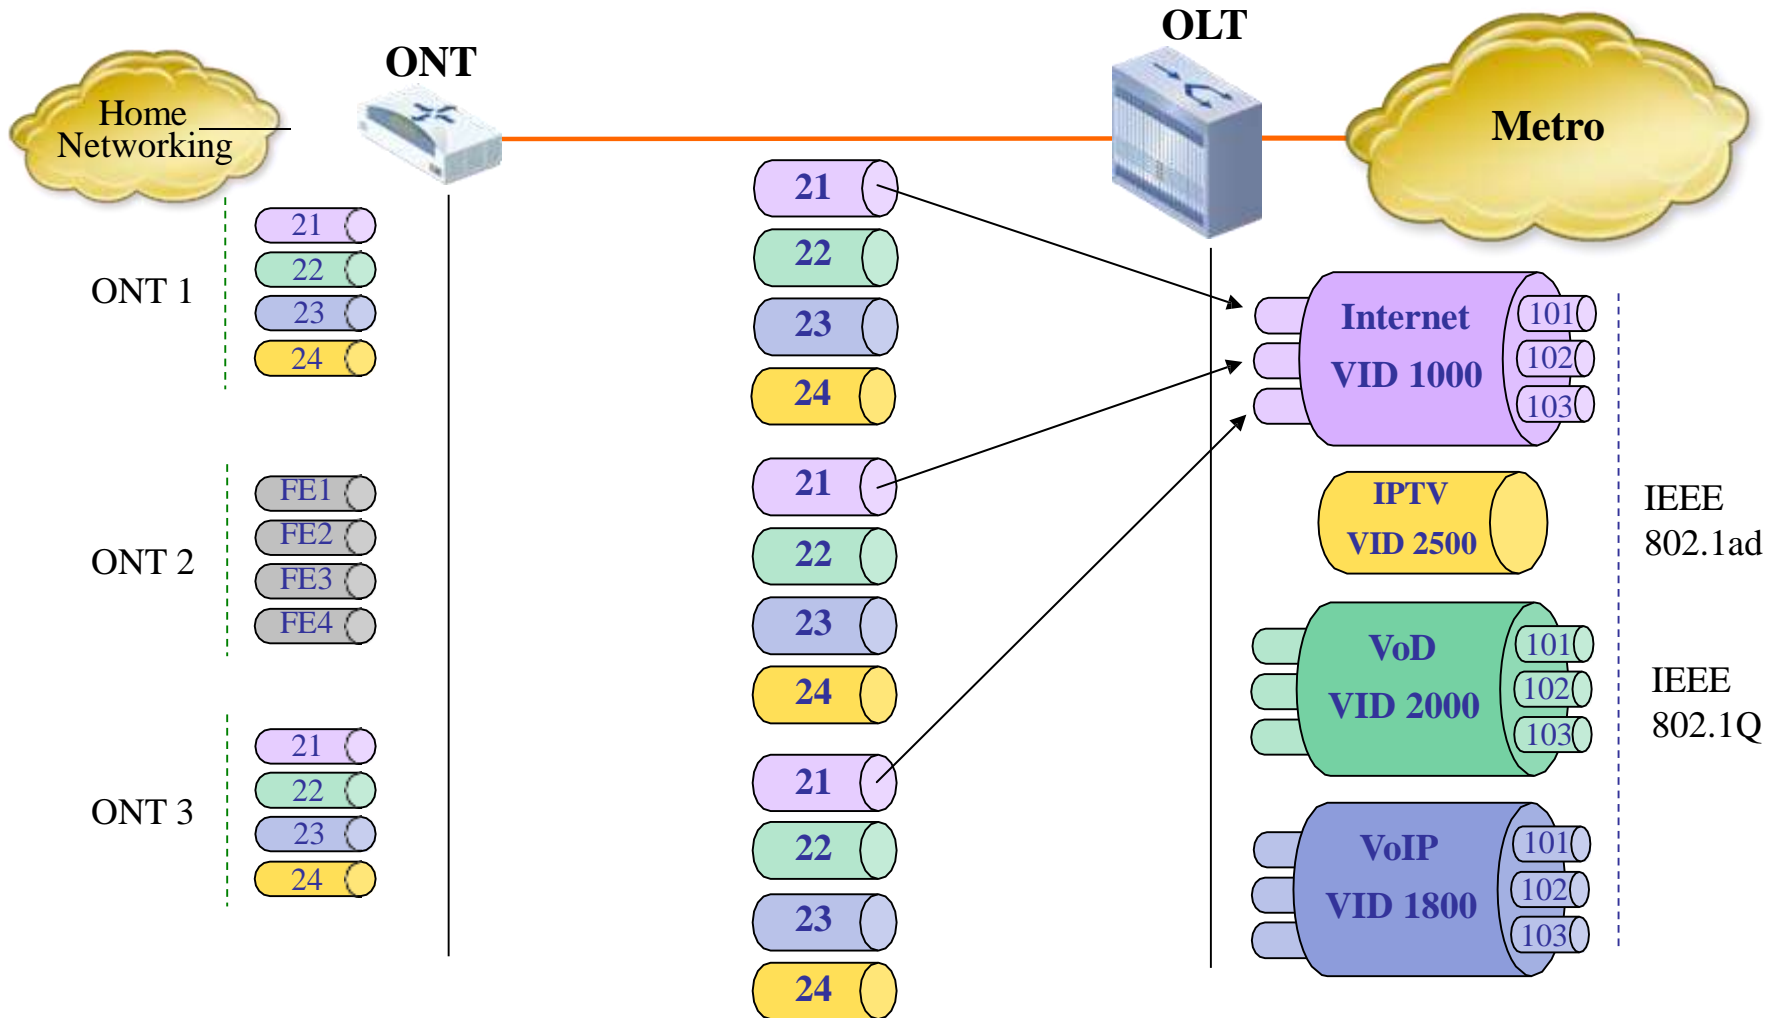 ONT
OLT
Home
Networking
Metro
ONT 1
21
22
23
24
ONT 2
FE1
FE2
FE3
FE4
ONT 3
21
22
23
24
21
22
23
24
21
22
23
24
21
22
23
24
Internet
VID 1000
101
102
103
IPTV
VID 2500
VoD
VID 2000
101
102
103
VoIP
VID 1800
101
102
103
IEEE
802.1ad
IEEE
802.1Q